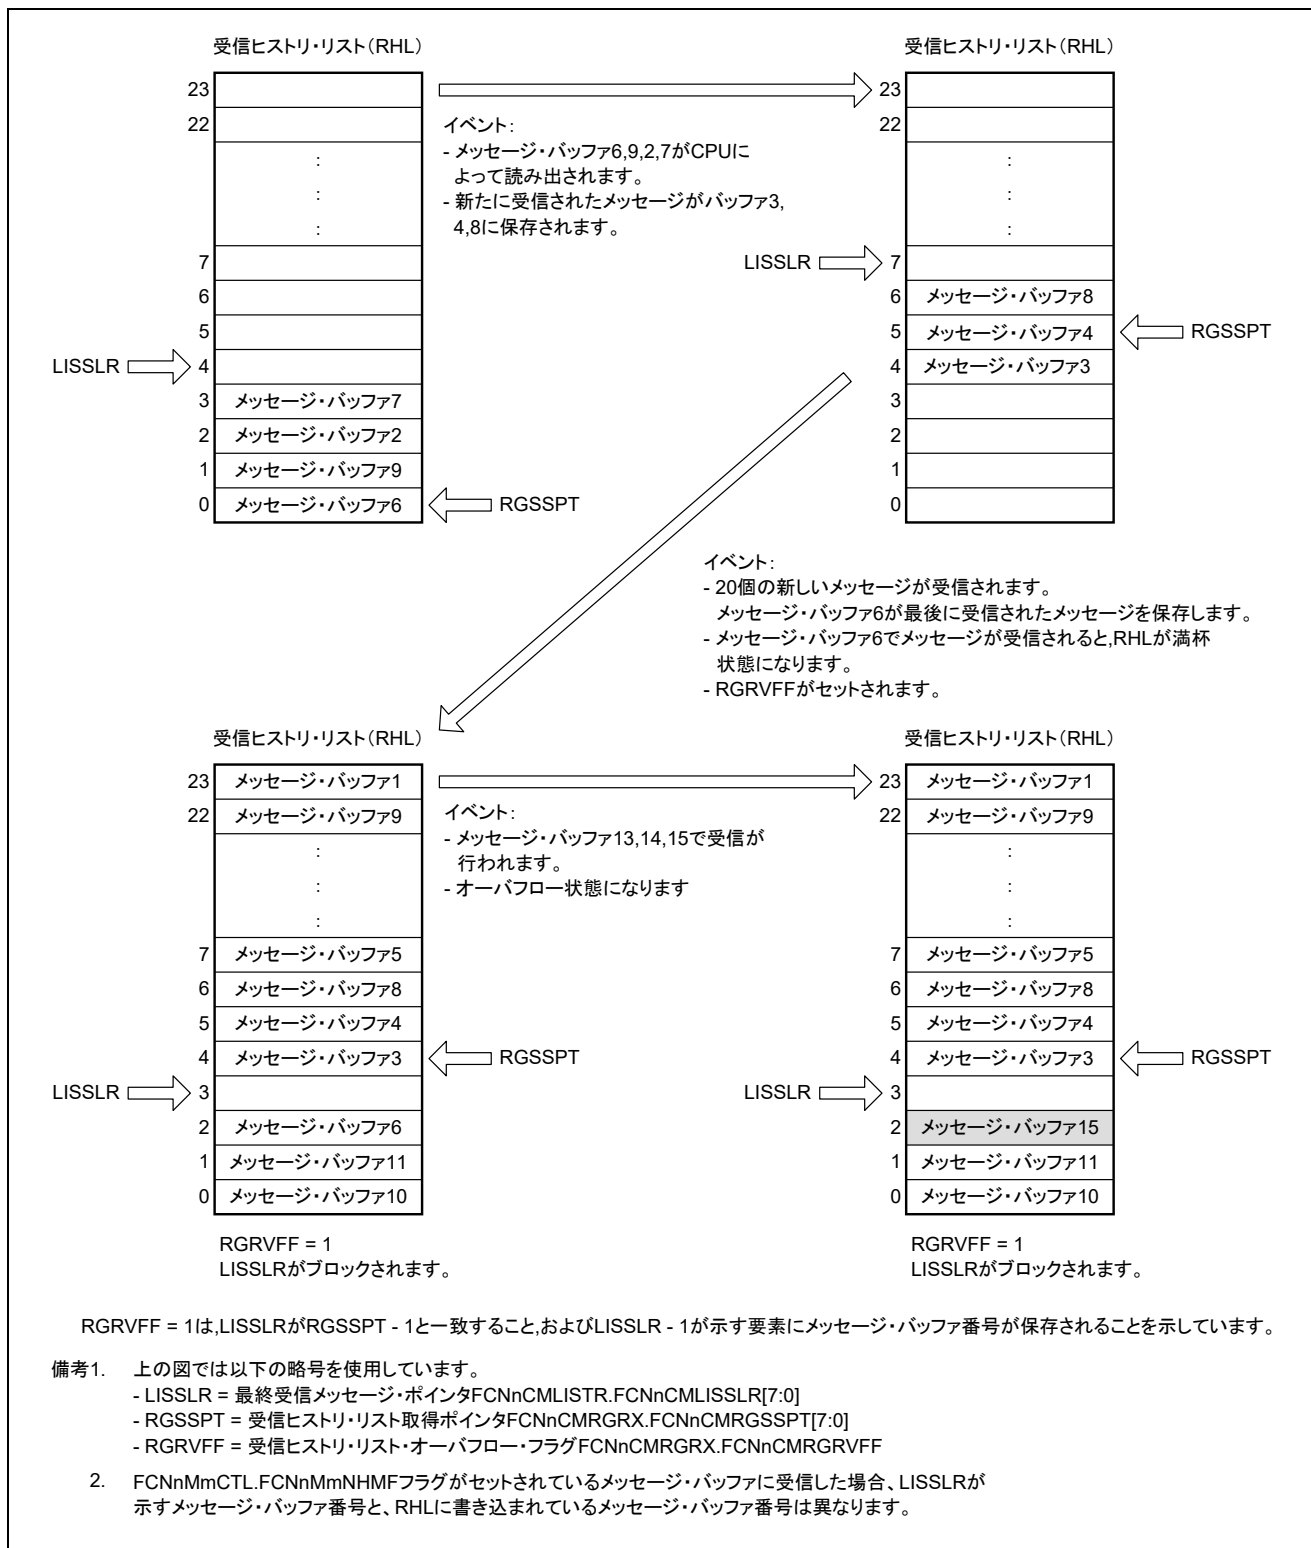 受信ヒストリ・リスト(RHL)
23
22
:
:
:
7
6
5
LISSLR
4
3 メッセージ・バッファ7
2 メッセージ・バッファ2
1 メッセージ・バッファ9
0 メッセージ・バッファ6
RGSSPT
イベント:
- メッセージ・バッファ6,9,2,7がCPUに
よって読み出されます。
- 新たに受信されたメッセージがバッファ3,
4,8に保存されます。
受信ヒストリ・リスト(RHL)
23
22
:
:
:
LISSLR
7
6 メッセージ・バッファ8
5 メッセージ・バッファ4
RGSSPT
4 メッセージ・バッファ3
3
2
1
0
イベント:
- 20個の新しいメッセージが受信されます。
メッセージ・バッファ6が最後に受信されたメッセージを保存します。
- メッセージ・バッファ6でメッセージが受信されると,RHLが満杯
状態になります。
- RGRVFFがセットされます。
受信ヒストリ・リスト(RHL)
23 メッセージ・バッファ1
22 メッセージ・バッファ9
:
:
:
7 メッセージ・バッファ5
6 メッセージ・バッファ8
5 メッセージ・バッファ4
4 メッセージ・バッファ3
RGSSPT
LISSLR
3
2 メッセージ・バッファ6
1 メッセージ・バッファ11
0 メッセージ・バッファ10
RGRVFF = 1
LISSLRがブロックされます。
イベント:
- メッセージ・バッファ13,14,15で受信が
行われます。
- オーバフロー状態になります
受信ヒストリ・リスト(RHL)
23 メッセージ・バッファ1
22 メッセージ・バッファ9
:
:
:
7 メッセージ・バッファ5
6 メッセージ・バッファ8
5 メッセージ・バッファ4
4 メッセージ・バッファ3
RGSSPT
LISSLR
3
2 メッセージ・バッファ15
1 メッセージ・バッファ11
0 メッセージ・バッファ10
RGRVFF = 1
LISSLRがブロックされます。
RGRVFF = 1は,LISSLRがRGSSPT - 1と一致すること,およびLISSLR - 1が示す要素にメッセージ・バッファ番号が保存されることを示しています。
備考1. 上の図では以下の略号を使用しています。
- LISSLR = 最終受信メッセージ・ポインタFCNnCMLISTR.FCNnCMLISSLR[7:0]
- RGSSPT = 受信ヒストリ・リスト取得ポインタFCNnCMRGRX.FCNnCMRGSSPT[7:0]
- RGRVFF = 受信ヒストリ・リスト・オーバフロー・フラグFCNnCMRGRX.FCNnCMRGRVFF
2. FCNnMmCTL.FCNnMmNHMFフラグがセットされているメッセージ・バッファに受信した場合、LISSLRが
示すメッセージ・バッファ番号と、RHLに書き込まれているメッセージ・バッファ番号は異なります。